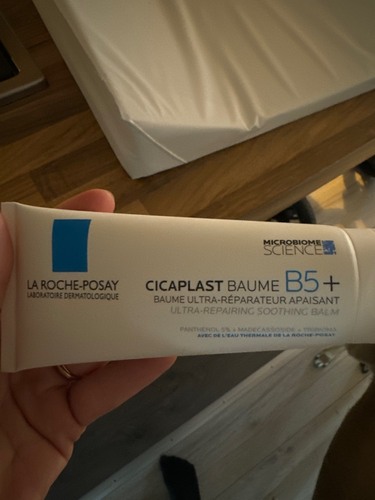 MICROBIOME
SCIENCE
LA ROCHE-POSAY
LABORATOIRE DERMATOLOGIQUE
CICAPLAST BAUME B5+
BAUME ULTRA-RÉPARATEUR APAISANT
ULTRA-REPAIRING SOOTHING BALM
PANTHENOL 5% + MADECASSOSIDE + TRIBIOMA
AVEC DE L'EAU THERMALE DE LA ROCHE-POSAY